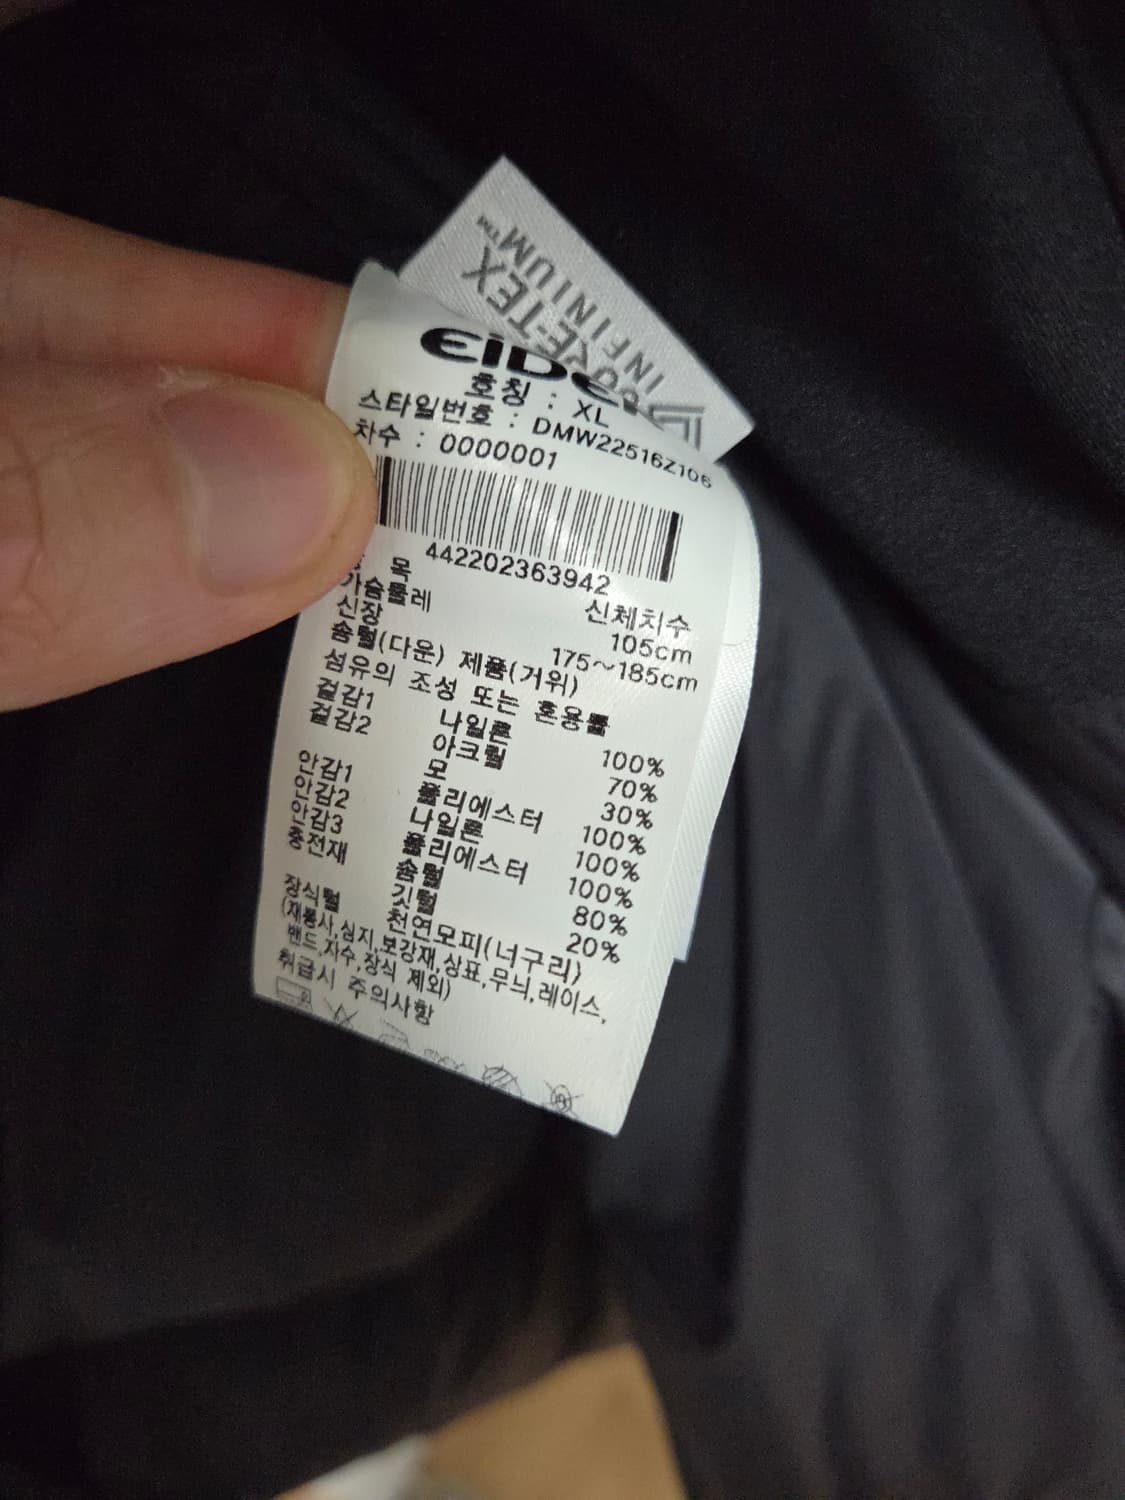 GORE-TEX
INFINIUM™
EIDE
호칭 : XL
스타일번호 : DMW22516Z106
차수 : 0000001
442202363942
목 신체치수
가슴둘레 105cm
신장 175~185cm
솜털(다운) 제품(거위)
섬유의 조성 또는 혼용률
겉감1 나일론 100%
겉감2 아크릴 70%
모 30%
안감1 폴리에스터 100%
안감2 나일론 100%
안감3 폴리에스터 100%
충전재 솜털 80%
깃털 20%
장식털 천연모피(너구리)
(재봉사,심지,보강재,상표,무늬,레이스,
밴드,자수,장식 제외)
취급시 주의사항